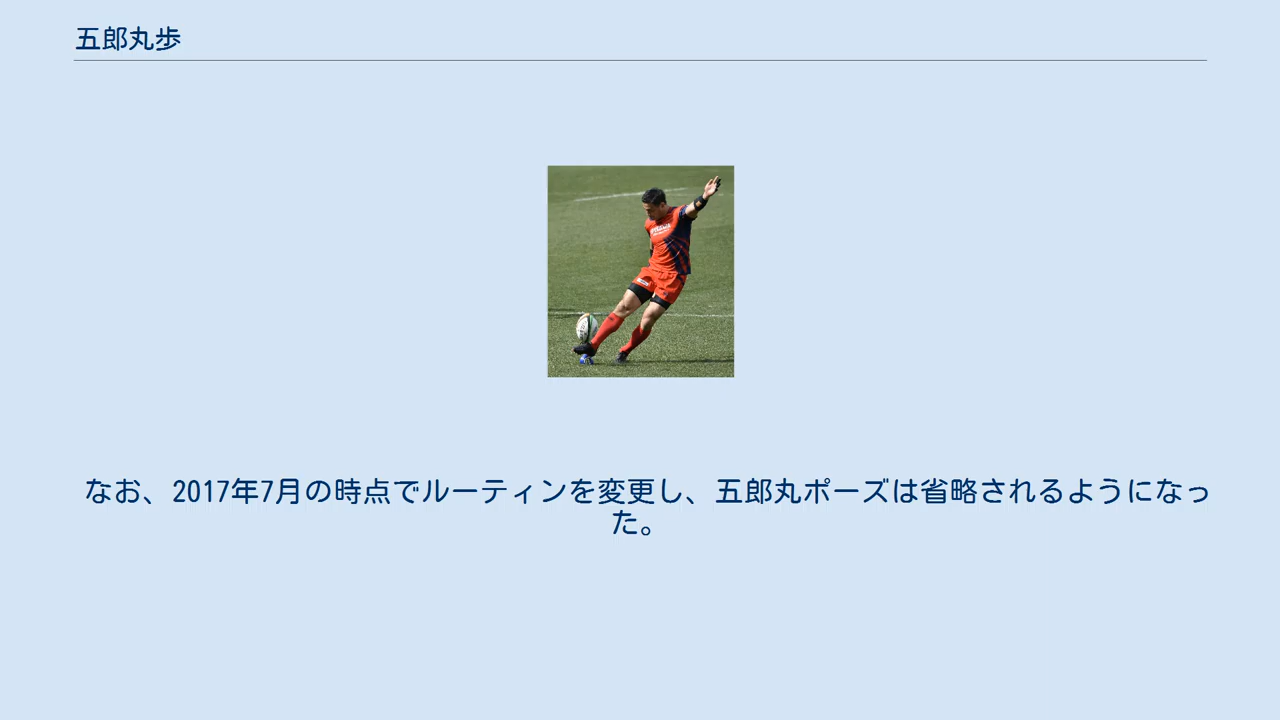 五郎丸歩
なお、2017年7月の時点でルーティンを変更し、五郎丸ポーズは省略されるようになっ
た。